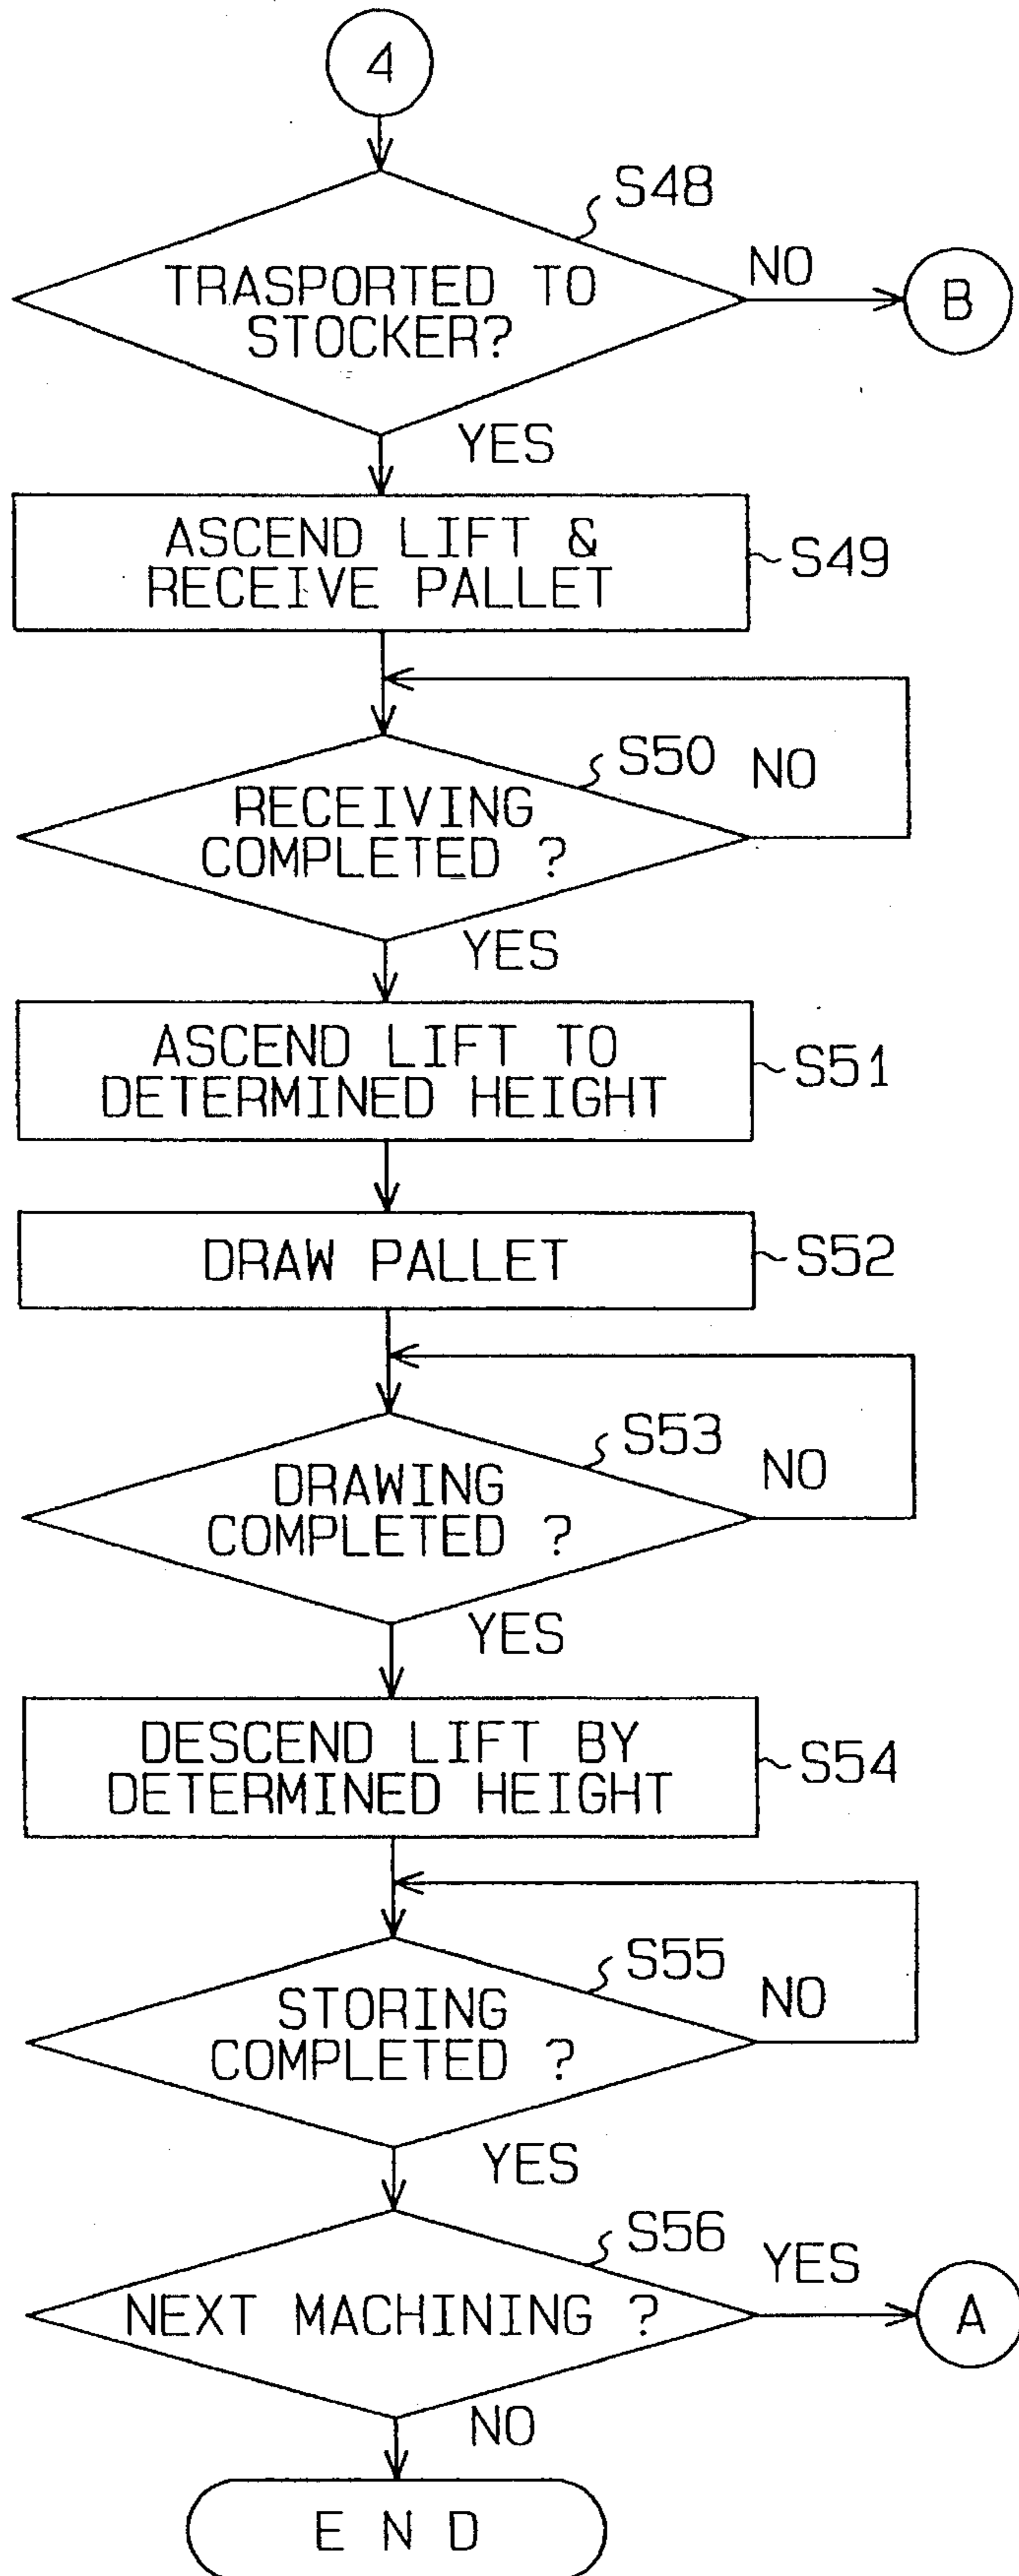 4
S48
TRASPORTED TO
STOCKER?
NO
B
YES
ASCEND LIFT &
RECEIVE PALLET
S49
S50
NO
RECEIVING
COMPLETED ?
YES
ASCEND LIFT TO
DETERMINED HEIGHT
S51
DRAW PALLET
S52
S53
NO
DRAWING
COMPLETED ?
YES
DESCEND LIFT BY
DETERMINED HEIGHT
S54
S55
NO
STORING
COMPLETED ?
YES
S56
YES
NEXT MACHINING ?
A
NO
END